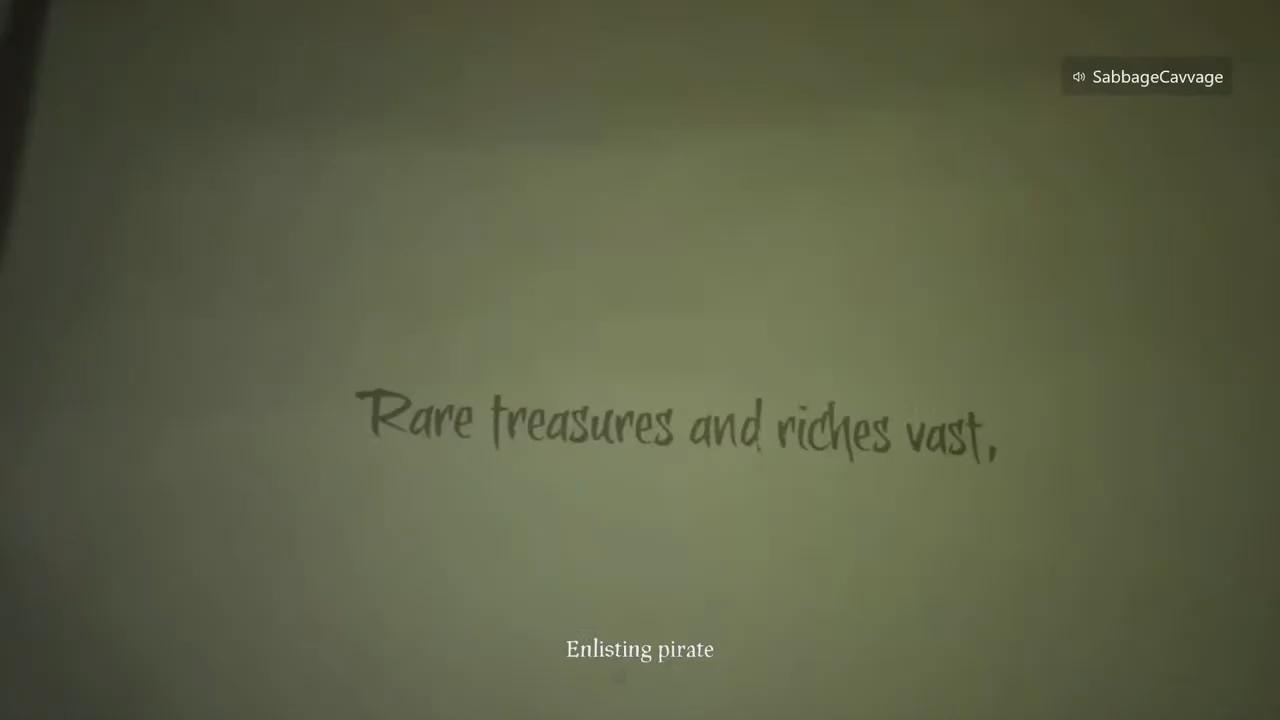 SabbageCavvage
Rare treasures and riches vast,
Enlisting pirate